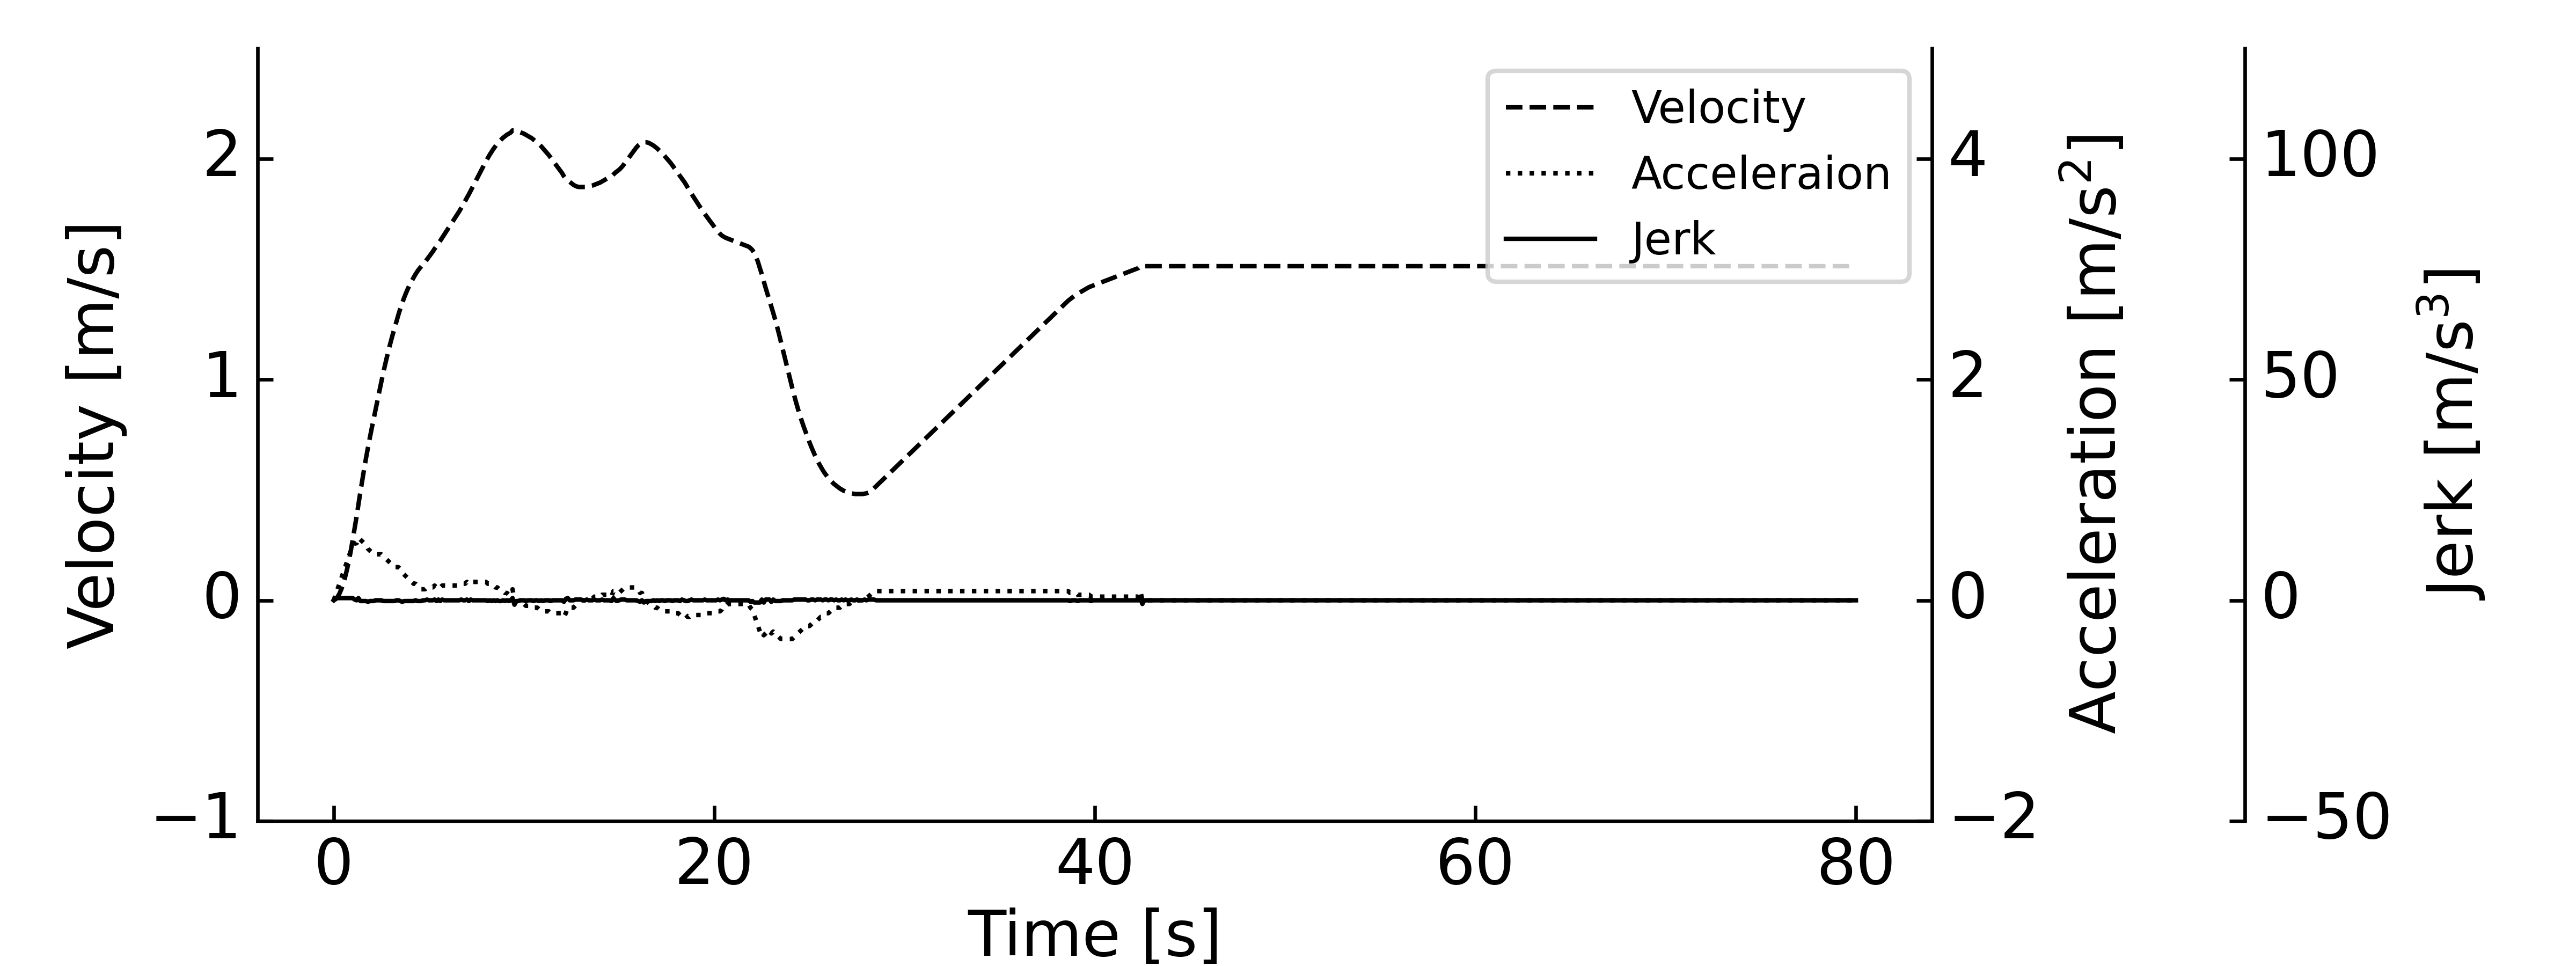 Velocity [m/s]
2
1
0
−1
0 20 40 60 80
Time [s]
Velocity
Acceleraion
Jerk
4
2
0
−2
Acceleration [m/s²]
100
50
0
−50
Jerk [m/s³]